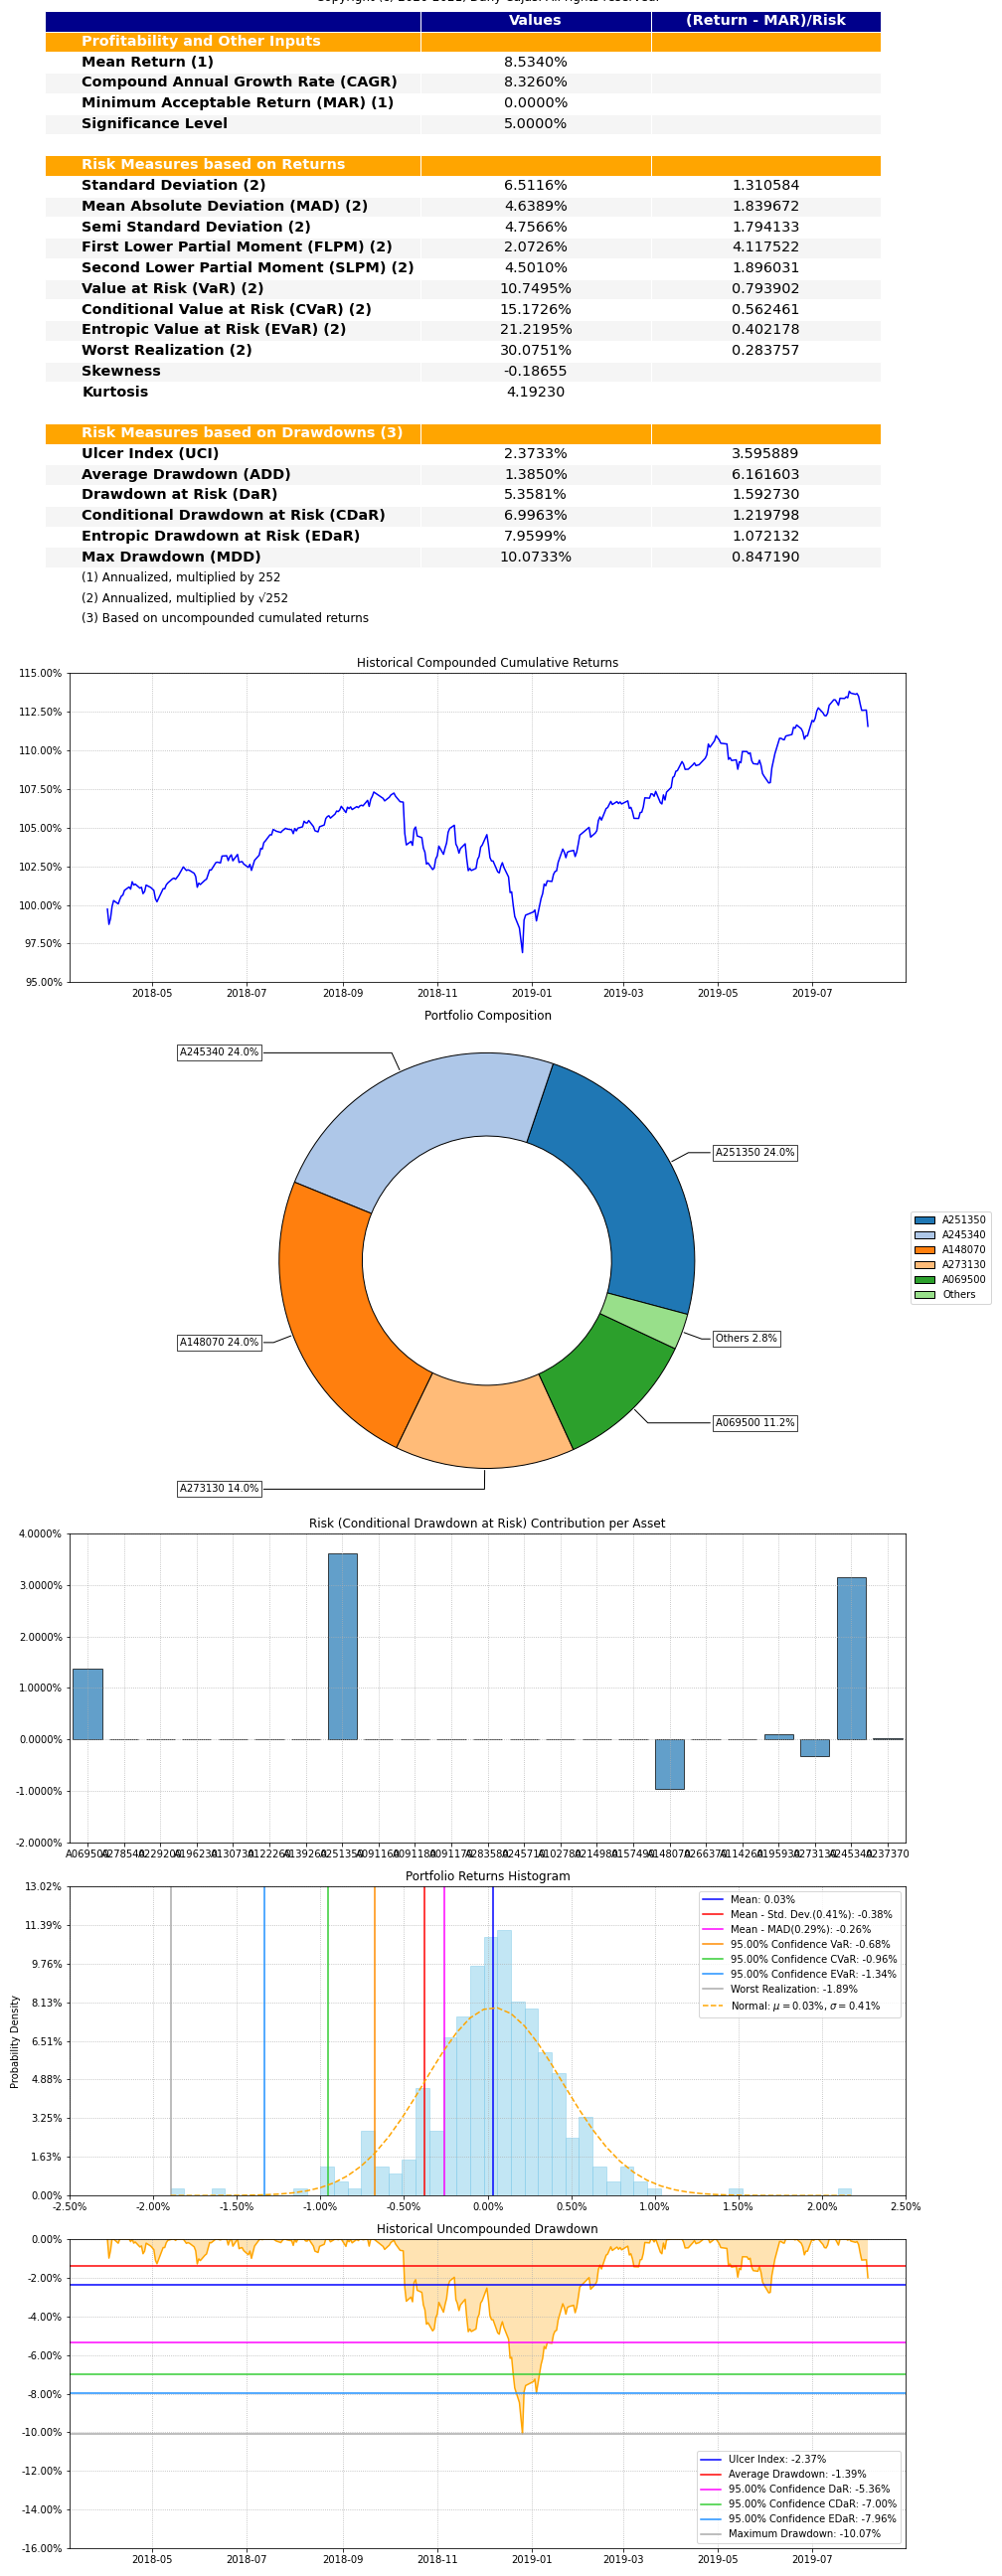 Values (Return - MAR)/Risk
Profitability and Other Inputs
Mean Return (1) 8.5340%
Compound Annual Growth Rate (CAGR) 8.3260%
Minimum Acceptable Return (MAR) (1) 0.0000%
Significance Level 5.0000%
Risk Measures based on Returns
Standard Deviation (2) 6.5116% 1.310584
Mean Absolute Deviation (MAD) (2) 4.6389% 1.839672
Semi Standard Deviation (2) 4.7566% 1.794133
First Lower Partial Moment (FLPM) (2) 2.0726% 4.117522
Second Lower Partial Moment (SLPM) (2) 4.5010% 1.896031
Value at Risk (VaR) (2) 10.7495% 0.793902
Conditional Value at Risk (CVaR) (2) 15.1726% 0.562461
Entropic Value at Risk (EVaR) (2) 21.2195% 0.402178
Worst Realization (2) 30.0751% 0.283757
Skewness -0.18655
Kurtosis 4.19230
Risk Measures based on Drawdowns (3)
Ulcer Index (UCI) 2.3733% 3.595889
Average Drawdown (ADD) 1.3850% 6.161603
Drawdown at Risk (DaR) 5.3581% 1.592730
Conditional Drawdown at Risk (CDaR) 6.9963% 1.219798
Entropic Drawdown at Risk (EDaR) 7.9599% 1.072132
Max Drawdown (MDD) 10.0733% 0.847190
(1) Annualized, multiplied by 252
(2) Annualized, multiplied by √252
(3) Based on uncompounded cumulated returns
Historical Compounded Cumulative Returns
115.00%
112.50%
110.00%
107.50%
105.00%
102.50%
100.00%
97.50%
95.00%
2018-05 2018-07 2018-09 2018-11 2019-01 2019-03 2019-05 2019-07
Portfolio Composition
A245340 24.0%
A251350 24.0%
A148070 24.0%
Others 2.8%
A069500 11.2%
A273130 14.0%
A251350
A245340
A148070
A273130
A069500
Others
Risk (Conditional Drawdown at Risk) Contribution per Asset
4.0000%
3.0000%
2.0000%
1.0000%
0.0000%
-1.0000%
-2.0000%
A237370
Portfolio Returns Histogram
Probability Density
13.02%
11.39%
9.76%
8.13%
6.51%
4.88%
3.25%
1.63%
0.00%
-2.50% -2.00% -1.50% -1.00% -0.50% 0.00% 0.50% 1.00% 1.50% 2.00% 2.50%
Mean: 0.03%
Mean - Std. Dev.(0.41%): -0.38%
Mean - MAD(0.29%): -0.26%
95.00% Confidence VaR: -0.68%
95.00% Confidence CVaR: -0.96%
95.00% Confidence EVaR: -1.34%
Worst Realization: -1.89%
Normal: μ = 0.03%, σ = 0.41%
Historical Uncompounded Drawdown
0.00%
-2.00%
-4.00%
-6.00%
-8.00%
-10.00%
-12.00%
-14.00%
-16.00%
2018-05 2018-07 2018-09 2018-11 2019-01 2019-03 2019-05 2019-07
Ulcer Index: -2.37%
Average Drawdown: -1.39%
95.00% Confidence DaR: -5.36%
95.00% Confidence CDaR: -7.00%
95.00% Confidence EDaR: -7.96%
Maximum Drawdown: -10.07%